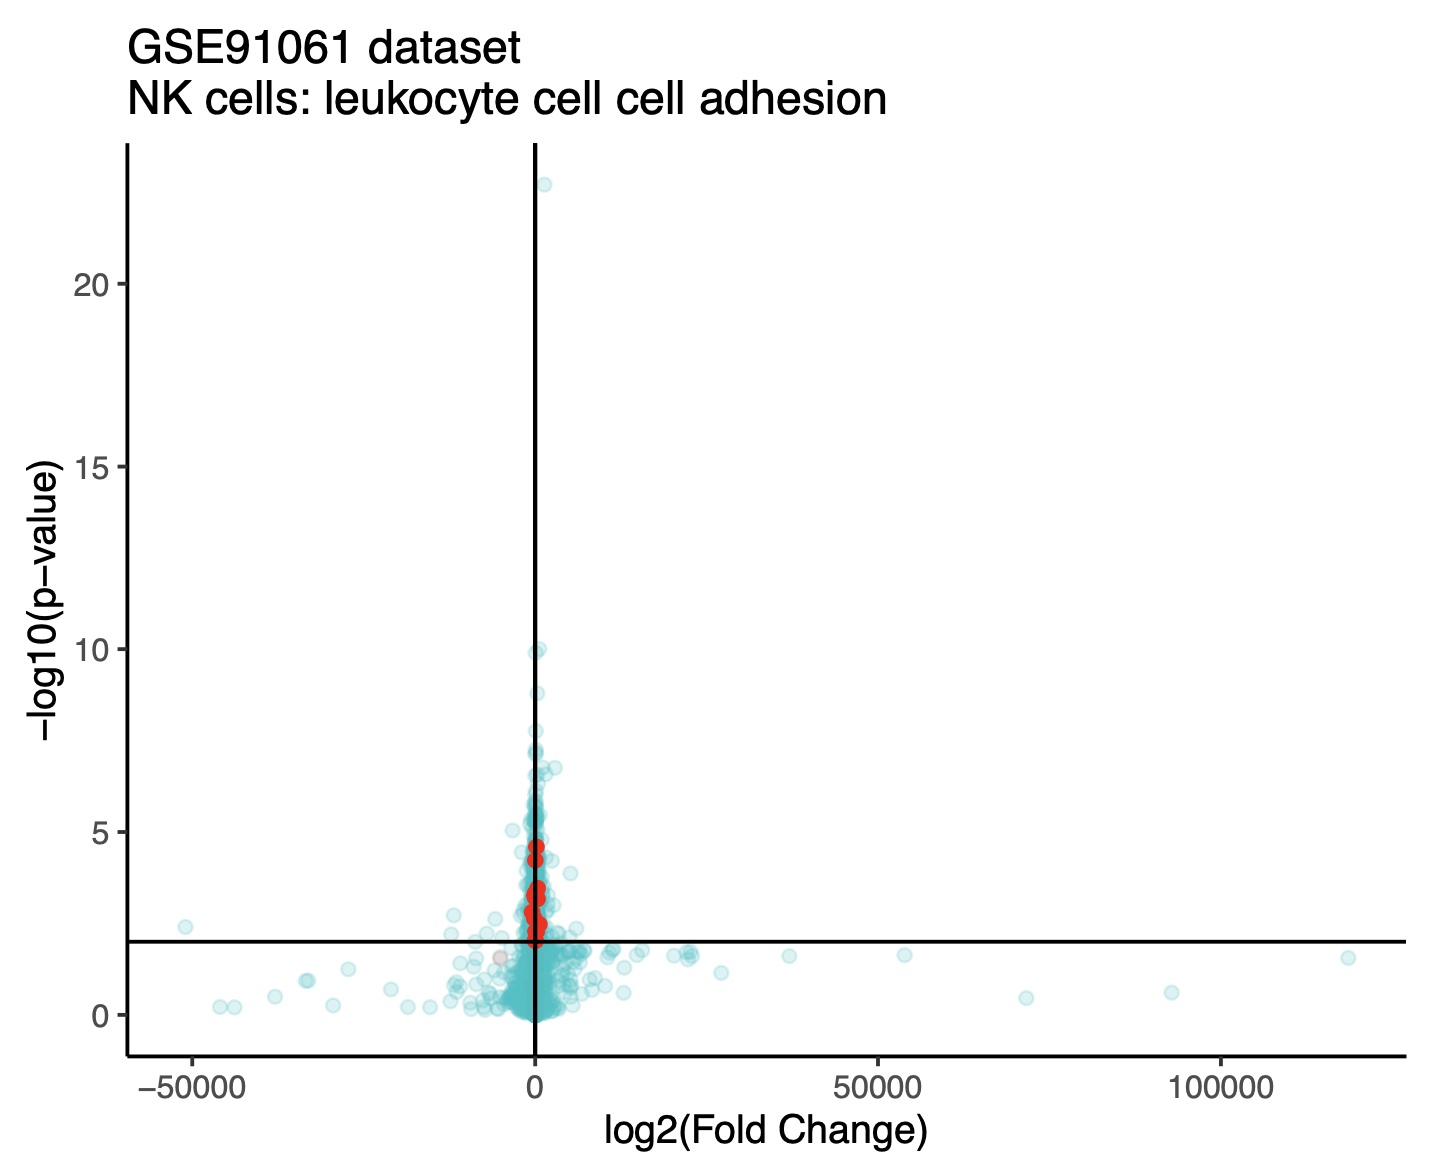 GSE91061 dataset
NK cells: leukocyte cell cell adhesion
−log10(p−value)
20
15
10
5
0
−50000
0
50000
100000
log2(Fold Change)